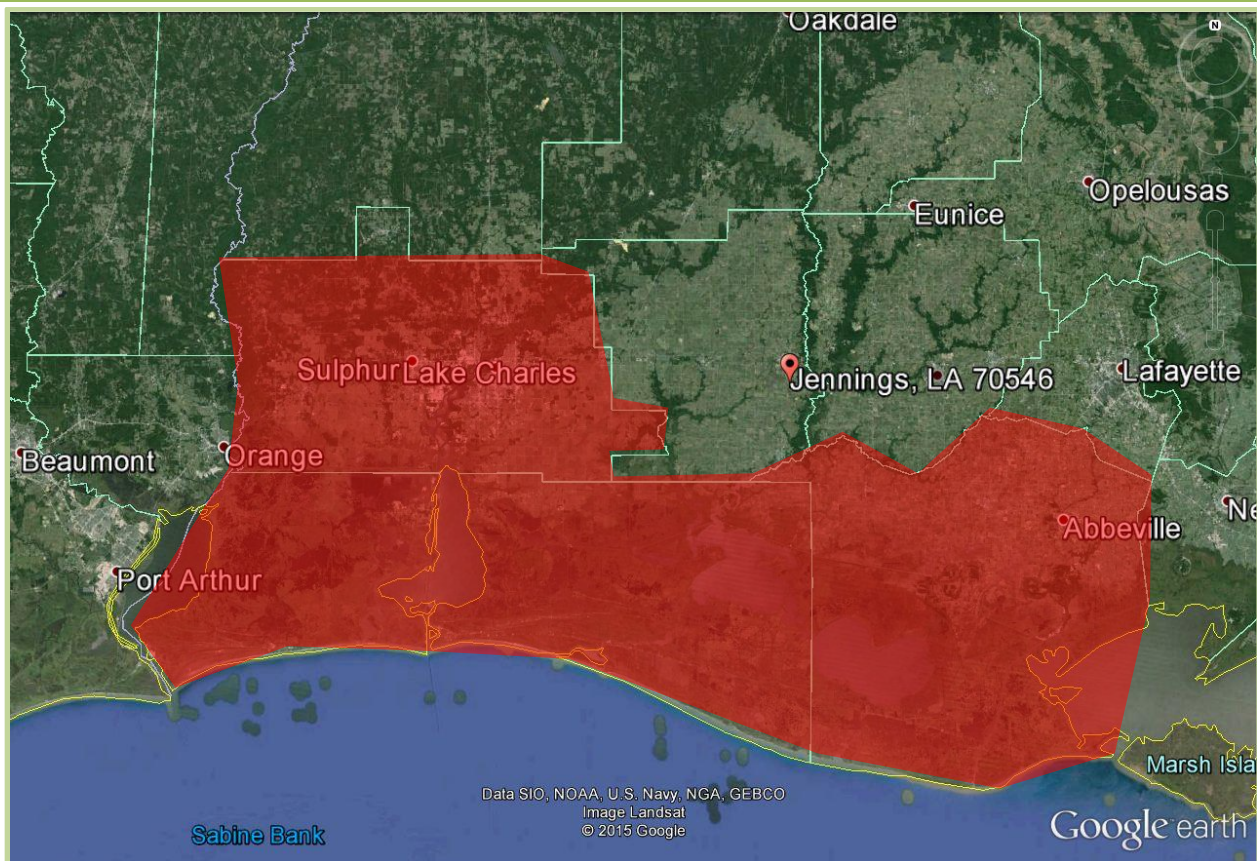 Oakdale
N
Opelousas
Eunice
Sulphur
Lake Charles
Jennings, LA 70546
Lafayette
Orange
Beaumont
Abbeville
Port Arthur
Marsh Isla
Data SIO, NOAA, U.S. Navy, NGA, GEBCO
Image Landsat
© 2015 Google
Sabine Bank
Google earth